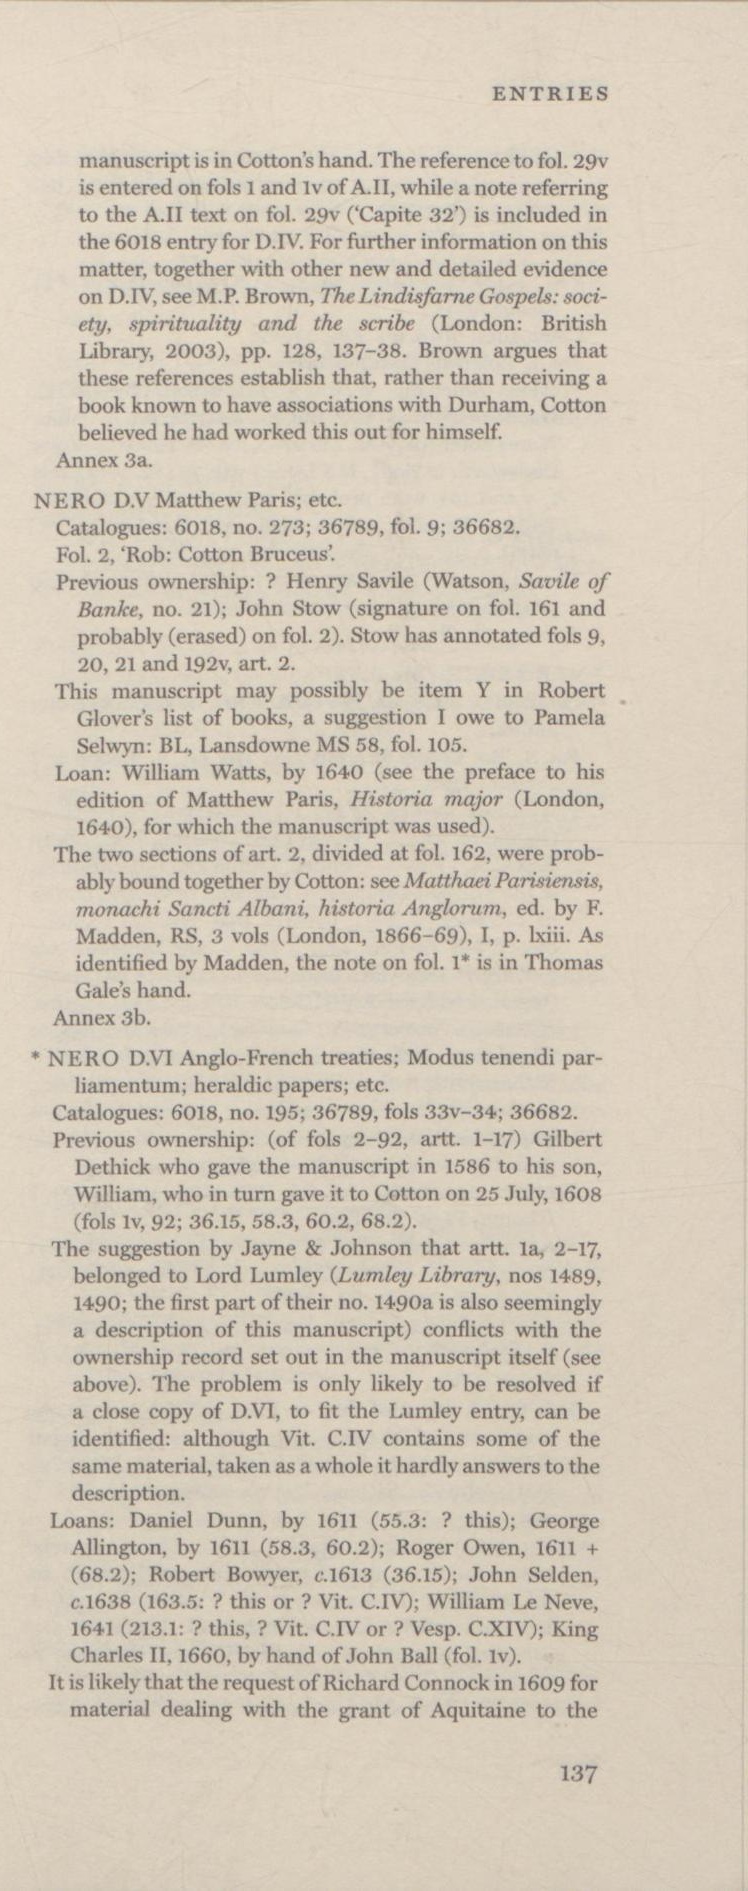 ENTRIES
manuscript is in Cotton's hand. The reference to fol. 29v
is entered on fols 1 and 1v of A.II, while a note referring
to the A.II text on fol. 29v ('Capite 32') is included in
the 6018 entry for D.IV. For further information on this
matter, together with other new and detailed evidence
on D.IV, see M.P. Brown, The Lindisfarne Gospels: soci-
ety, spirituality and the scribe (London: British
Library, 2003), pp. 128, 137–38. Brown argues that
these references establish that, rather than receiving a
book known to have associations with Durham, Cotton
believed he had worked this out for himself.
Annex 3a.
NERO D.V Matthew Paris; etc.
Catalogues: 6018, no. 273; 36789, fol. 9; 36682.
Fol. 2, 'Rob: Cotton Bruceus'.
Previous ownership: ? Henry Savile (Watson, Savile of
Banke, no. 21); John Stow (signature on fol. 161 and
probably (erased) on fol. 2). Stow has annotated fols 9,
20, 21 and 192v, art. 2.
This manuscript may possibly be item Y in Robert
Glover's list of books, a suggestion I owe to Pamela
Selwyn: BL, Lansdowne MS 58, fol. 105.
Loan: William Watts, by 1640 (see the preface to his
edition of Matthew Paris, Historia major (London,
1640), for which the manuscript was used).
The two sections of art. 2, divided at fol. 162, were prob-
ably bound together by Cotton: see Matthaei Parisiensis,
monachi Sancti Albani, historia Anglorum, ed. by F.
Madden, RS, 3 vols (London, 1866–69), I, p. lxiii. As
identified by Madden, the note on fol. 1* is in Thomas
Gale's hand.
Annex 3b.
* NERO D.VI Anglo-French treaties; Modus tenendi par-
liamentum; heraldic papers; etc.
Catalogues: 6018, no. 195; 36789, fols 33v–34; 36682.
Previous ownership: (of fols 2–92, artt. 1–17) Gilbert
Dethick who gave the manuscript in 1586 to his son,
William, who in turn gave it to Cotton on 25 July, 1608
(fols 1v, 92; 36.15, 58.3, 60.2, 68.2).
The suggestion by Jayne & Johnson that artt. 1a, 2–17,
belonged to Lord Lumley (Lumley Library, nos 1489,
1490; the first part of their no. 1490a is also seemingly
a description of this manuscript) conflicts with the
ownership record set out in the manuscript itself (see
above). The problem is only likely to be resolved if
a close copy of D.VI, to fit the Lumley entry, can be
identified: although Vit. C.IV contains some of the
same material, taken as a whole it hardly answers to the
description.
Loans: Daniel Dunn, by 1611 (55.3: ? this); George
Allington, by 1611 (58.3, 60.2); Roger Owen, 1611 +
(68.2); Robert Bowyer, c.1613 (36.15); John Selden,
c.1638 (163.5: ? this or ? Vit. C.IV); William Le Neve,
1641 (213.1: ? this, ? Vit. C.IV or ? Vesp. C.XIV); King
Charles II, 1660, by hand of John Ball (fol. 1v).
It is likely that the request of Richard Connock in 1609 for
material dealing with the grant of Aquitaine to the
137